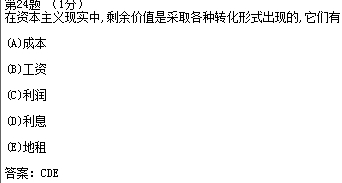 第24题 （1分）
在资本主义现实中,剩余价值是采取各种转化形式出现的,它们有
(A)成本
(B)工资
(C)利润
(D)利息
(E)地租
答案: CDE